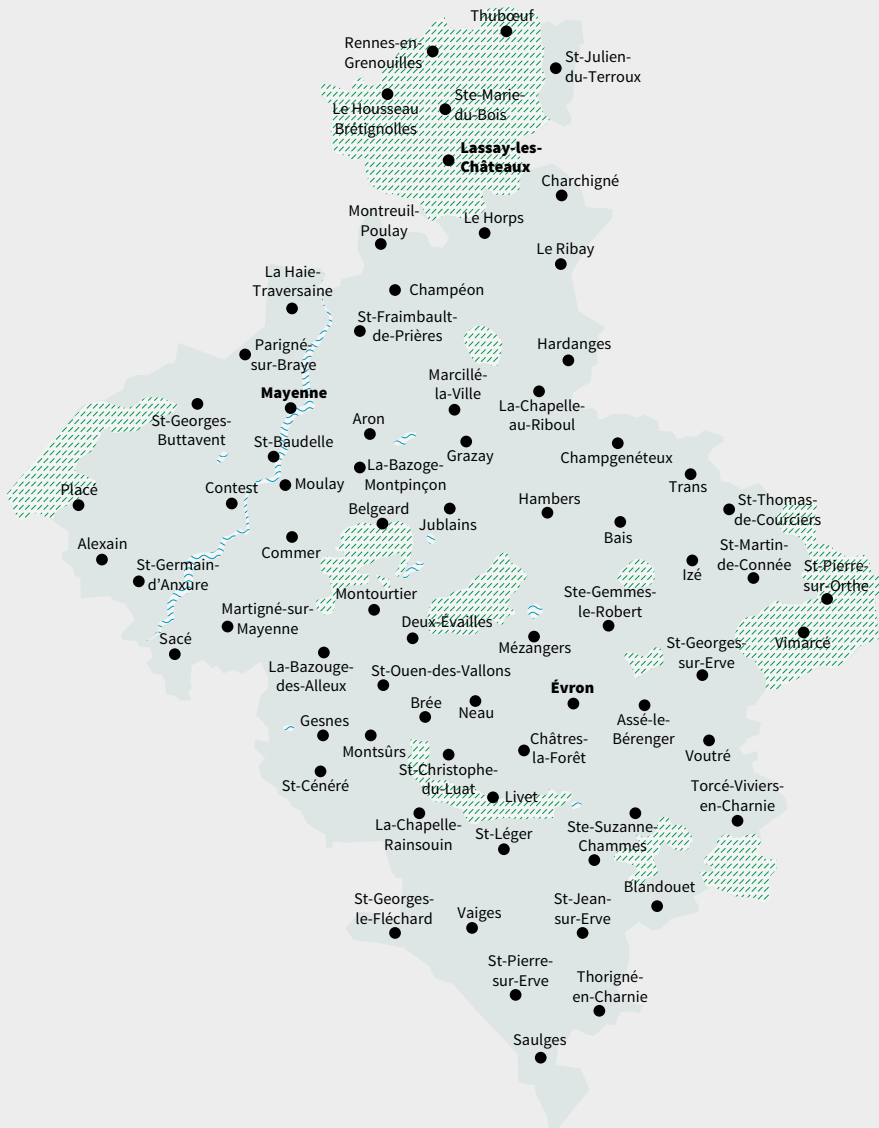 Thubœuf
Rennes-en-
Grenouilles
St-Julien-
du-Terroux
Ste-Marie-
du-Bois
Le Housseau
Brétignolles
Lassay-les-
Châteaux
Charchigné
Montreuil-
Poulay
Le Horps
Le Ribay
La Haie-
Traversaine
Champéon
St-Fraimbault-
de-Prières
Parigné-
sur-Braye
Hardanges
Marcillé-
la-Ville
Mayenne
La-Chapelle-
au-Riboul
St-Georges-
Buttavent
Aron
St-Baudelle
Grazay
Champgenéteux
La-Bazoge-
Montpinçon
Moulay
Contest
Placé
Trans
Hambers
St-Thomas-
de-Courciers
Belgeard
Jublains
Bais
Alexain
Commer
St-Martin-
de-Connée
St-Germain-
d’Anxure
Izé
St-Pierre-
sur-Orthe
Montourtier
Ste-Gemmes-
le-Robert
Martigné-sur-
Mayenne
Deux-Évailles
Sacé
Mézangers
St-Georges-
sur-Erve
Vimarcé
La-Bazouge-
des-Alleux
St-Ouen-des-Vallons
Évron
Brée
Neau
Assé-le-
Bérenger
Gesnes
Montsûrs
Châtres-
la-Forêt
Voutré
St-Christophe-
du-Luat
St-Céneré
Torcé-Viviers-
en-Charnie
Livet
La-Chapelle-
Rainsouin
St-Léger
Ste-Suzanne-
Chammes
Blandouet
St-Georges-
le-Fléchard
Vaiges
St-Jean-
sur-Erve
St-Pierre-
sur-Erve
Thorigné-
en-Charnie
Saulges